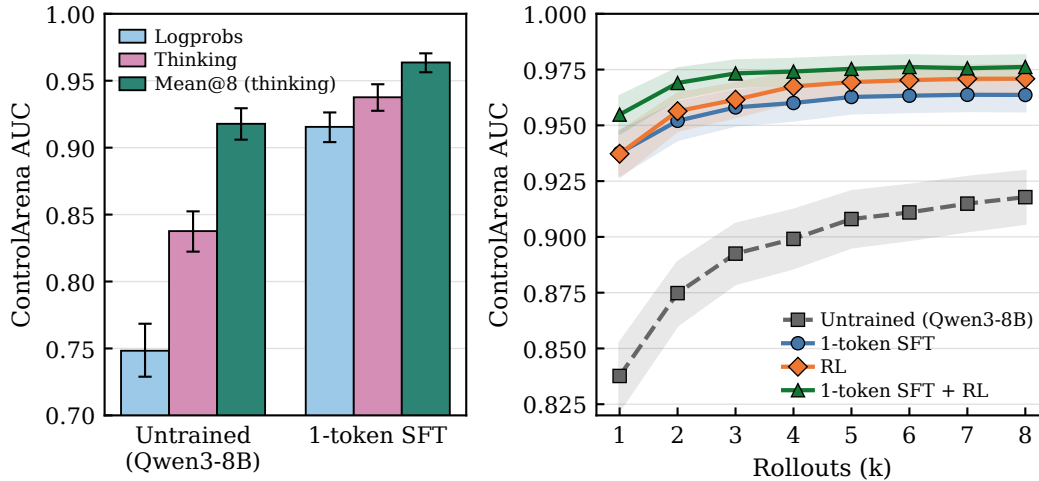 ControlArena AUC
1.00
0.95
0.90
0.85
0.80
0.75
0.70
Logprobs
Thinking
Mean@8 (thinking)
Untrained
(Qwen3-8B)
1-token SFT
ControlArena AUC
1.000
0.975
0.950
0.925
0.900
0.875
0.850
0.825
Untrained (Qwen3-8B)
1-token SFT
RL
1-token SFT + RL
1 2 3 4 5 6 7 8
Rollouts (k)